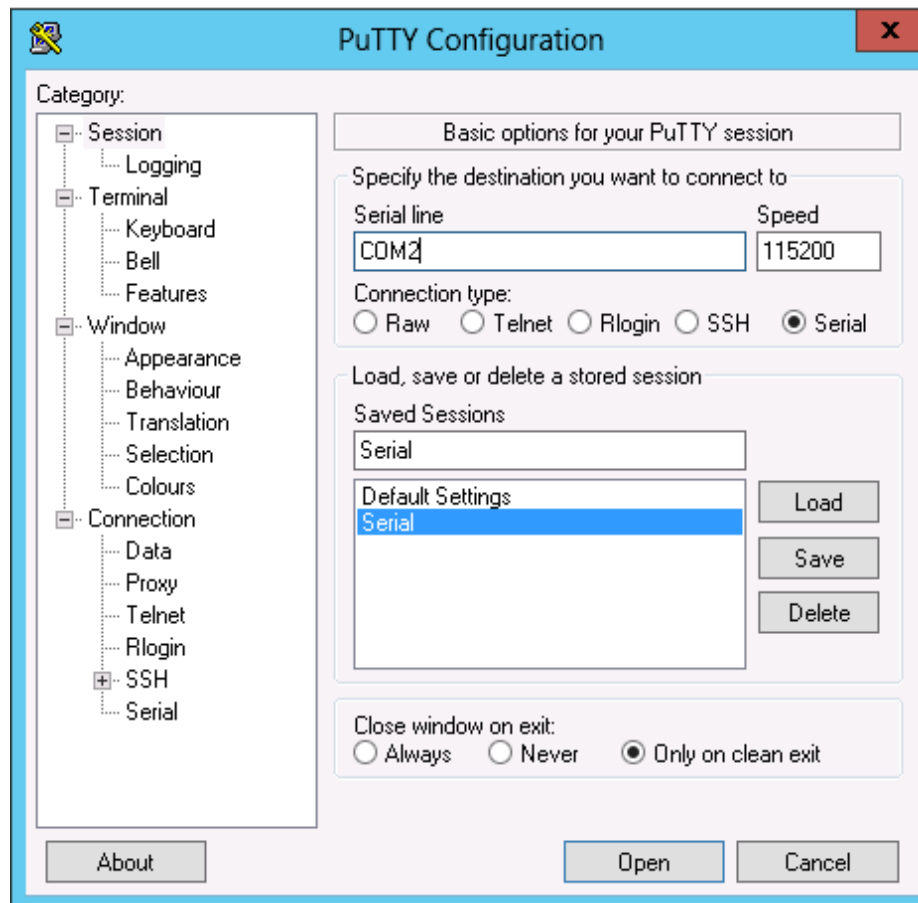 PuTTY Configuration
x
Category:
Session
Logging
Terminal
Keyboard
Bell
Features
Window
Appearance
Behaviour
Translation
Selection
Colours
Connection
Data
Proxy
Telnet
Rlogin
SSH
Serial
Basic options for your PuTTY session
Specify the destination you want to connect to
Serial line Speed
COM2 115200
Connection type:
Raw Telnet Rlogin SSH Serial
Load, save or delete a stored session
Saved Sessions
Serial
Default Settings
Serial
Load
Save
Delete
Close window on exit:
Always Never Only on clean exit
About Open Cancel